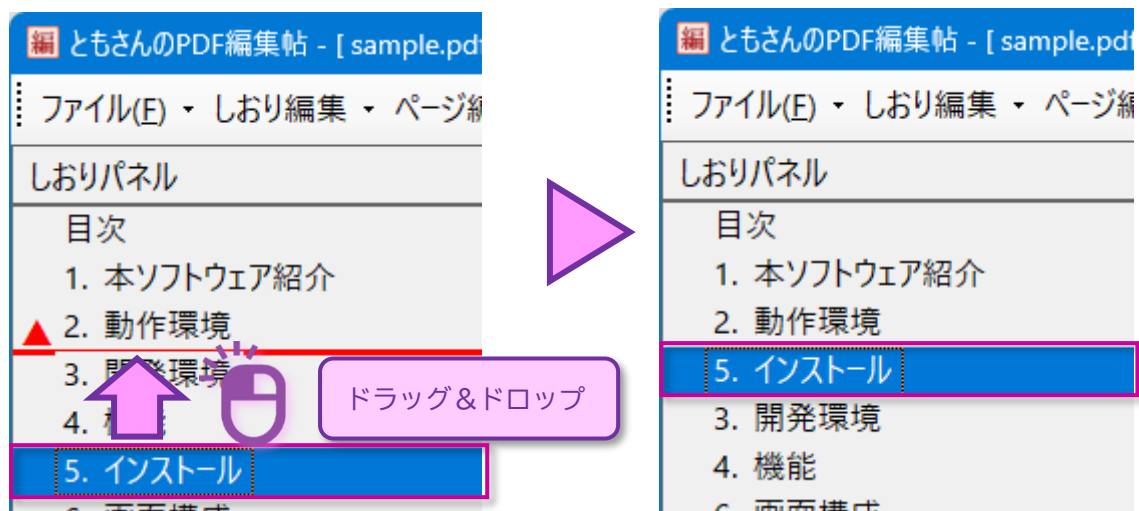 編 ともさんのPDF編集帖 - [ sample.pd
ファイル(F) しおり編集 ページ
しおりパネル
目次
1. 本ソフトウェア紹介
2. 動作環境
3. 開発環境
4. 機能
5. インストール
ドラッグ＆ドロップ
編 ともさんのPDF編集帖 - [ sample.pdf
ファイル(F) しおり編集 ページ編
しおりパネル
目次
1. 本ソフトウェア紹介
2. 動作環境
5. インストール
3. 開発環境
4. 機能